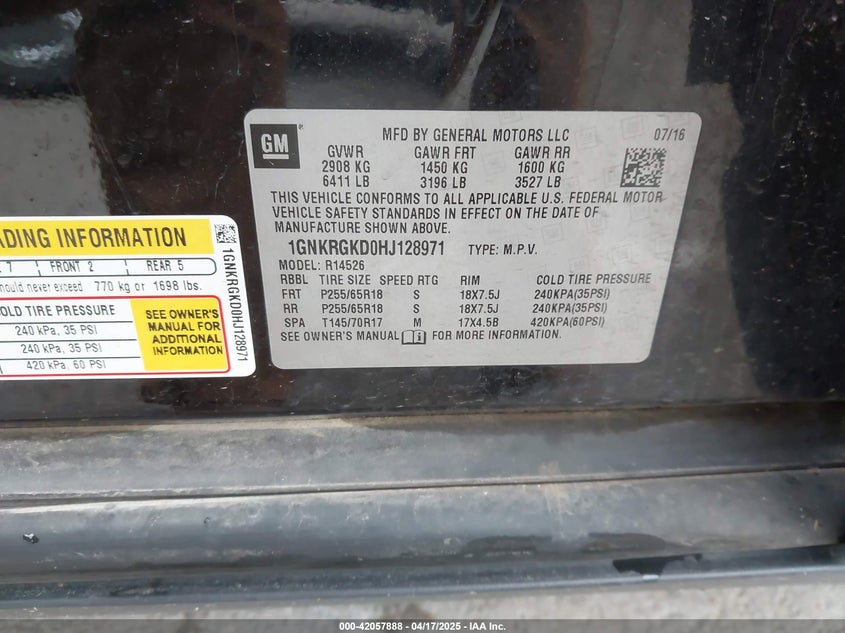 GM
®
MFD BY GENERAL MOTORS LLC 07/16
GVWR GAWR FRT GAWR RR
2908 KG 1450 KG 1600 KG
6411 LB 3196 LB 3527 LB
THIS VEHICLE CONFORMS TO ALL APPLICABLE U.S. FEDERAL MOTOR
VEHICLE SAFETY STANDARDS IN EFFECT ON THE DATE OF
MANUFACTURE SHOWN ABOVE.
1GNKRGKD0HJ128971 TYPE: M.P.V.
MODEL: R14526
RBBL TIRE SIZE SPEED RTG RIM COLD TIRE PRESSURE
FRT P255/65R18 S 18X7.5J 240KPA(35PSI)
RR P255/65R18 S 18X7.5J 240KPA(35PSI)
SPA T145/70R17 M 17X4.5B 420KPA(60PSI)
SEE OWNER'S MANUAL i FOR MORE INFORMATION.
ADING INFORMATION
7 FRONT 2 REAR 5
should never exceed 770 kg or 1698 lbs.
COLD TIRE PRESSURE
240 kPa, 35 PSI
240 kPa, 35 PSI
420 kPa, 60 PSI
SEE OWNER'S
MANUAL FOR
ADDITIONAL
INFORMATION
1GNKRGKD0HJ128971
000-42057888 - 04/17/2025 - IAA Inc.